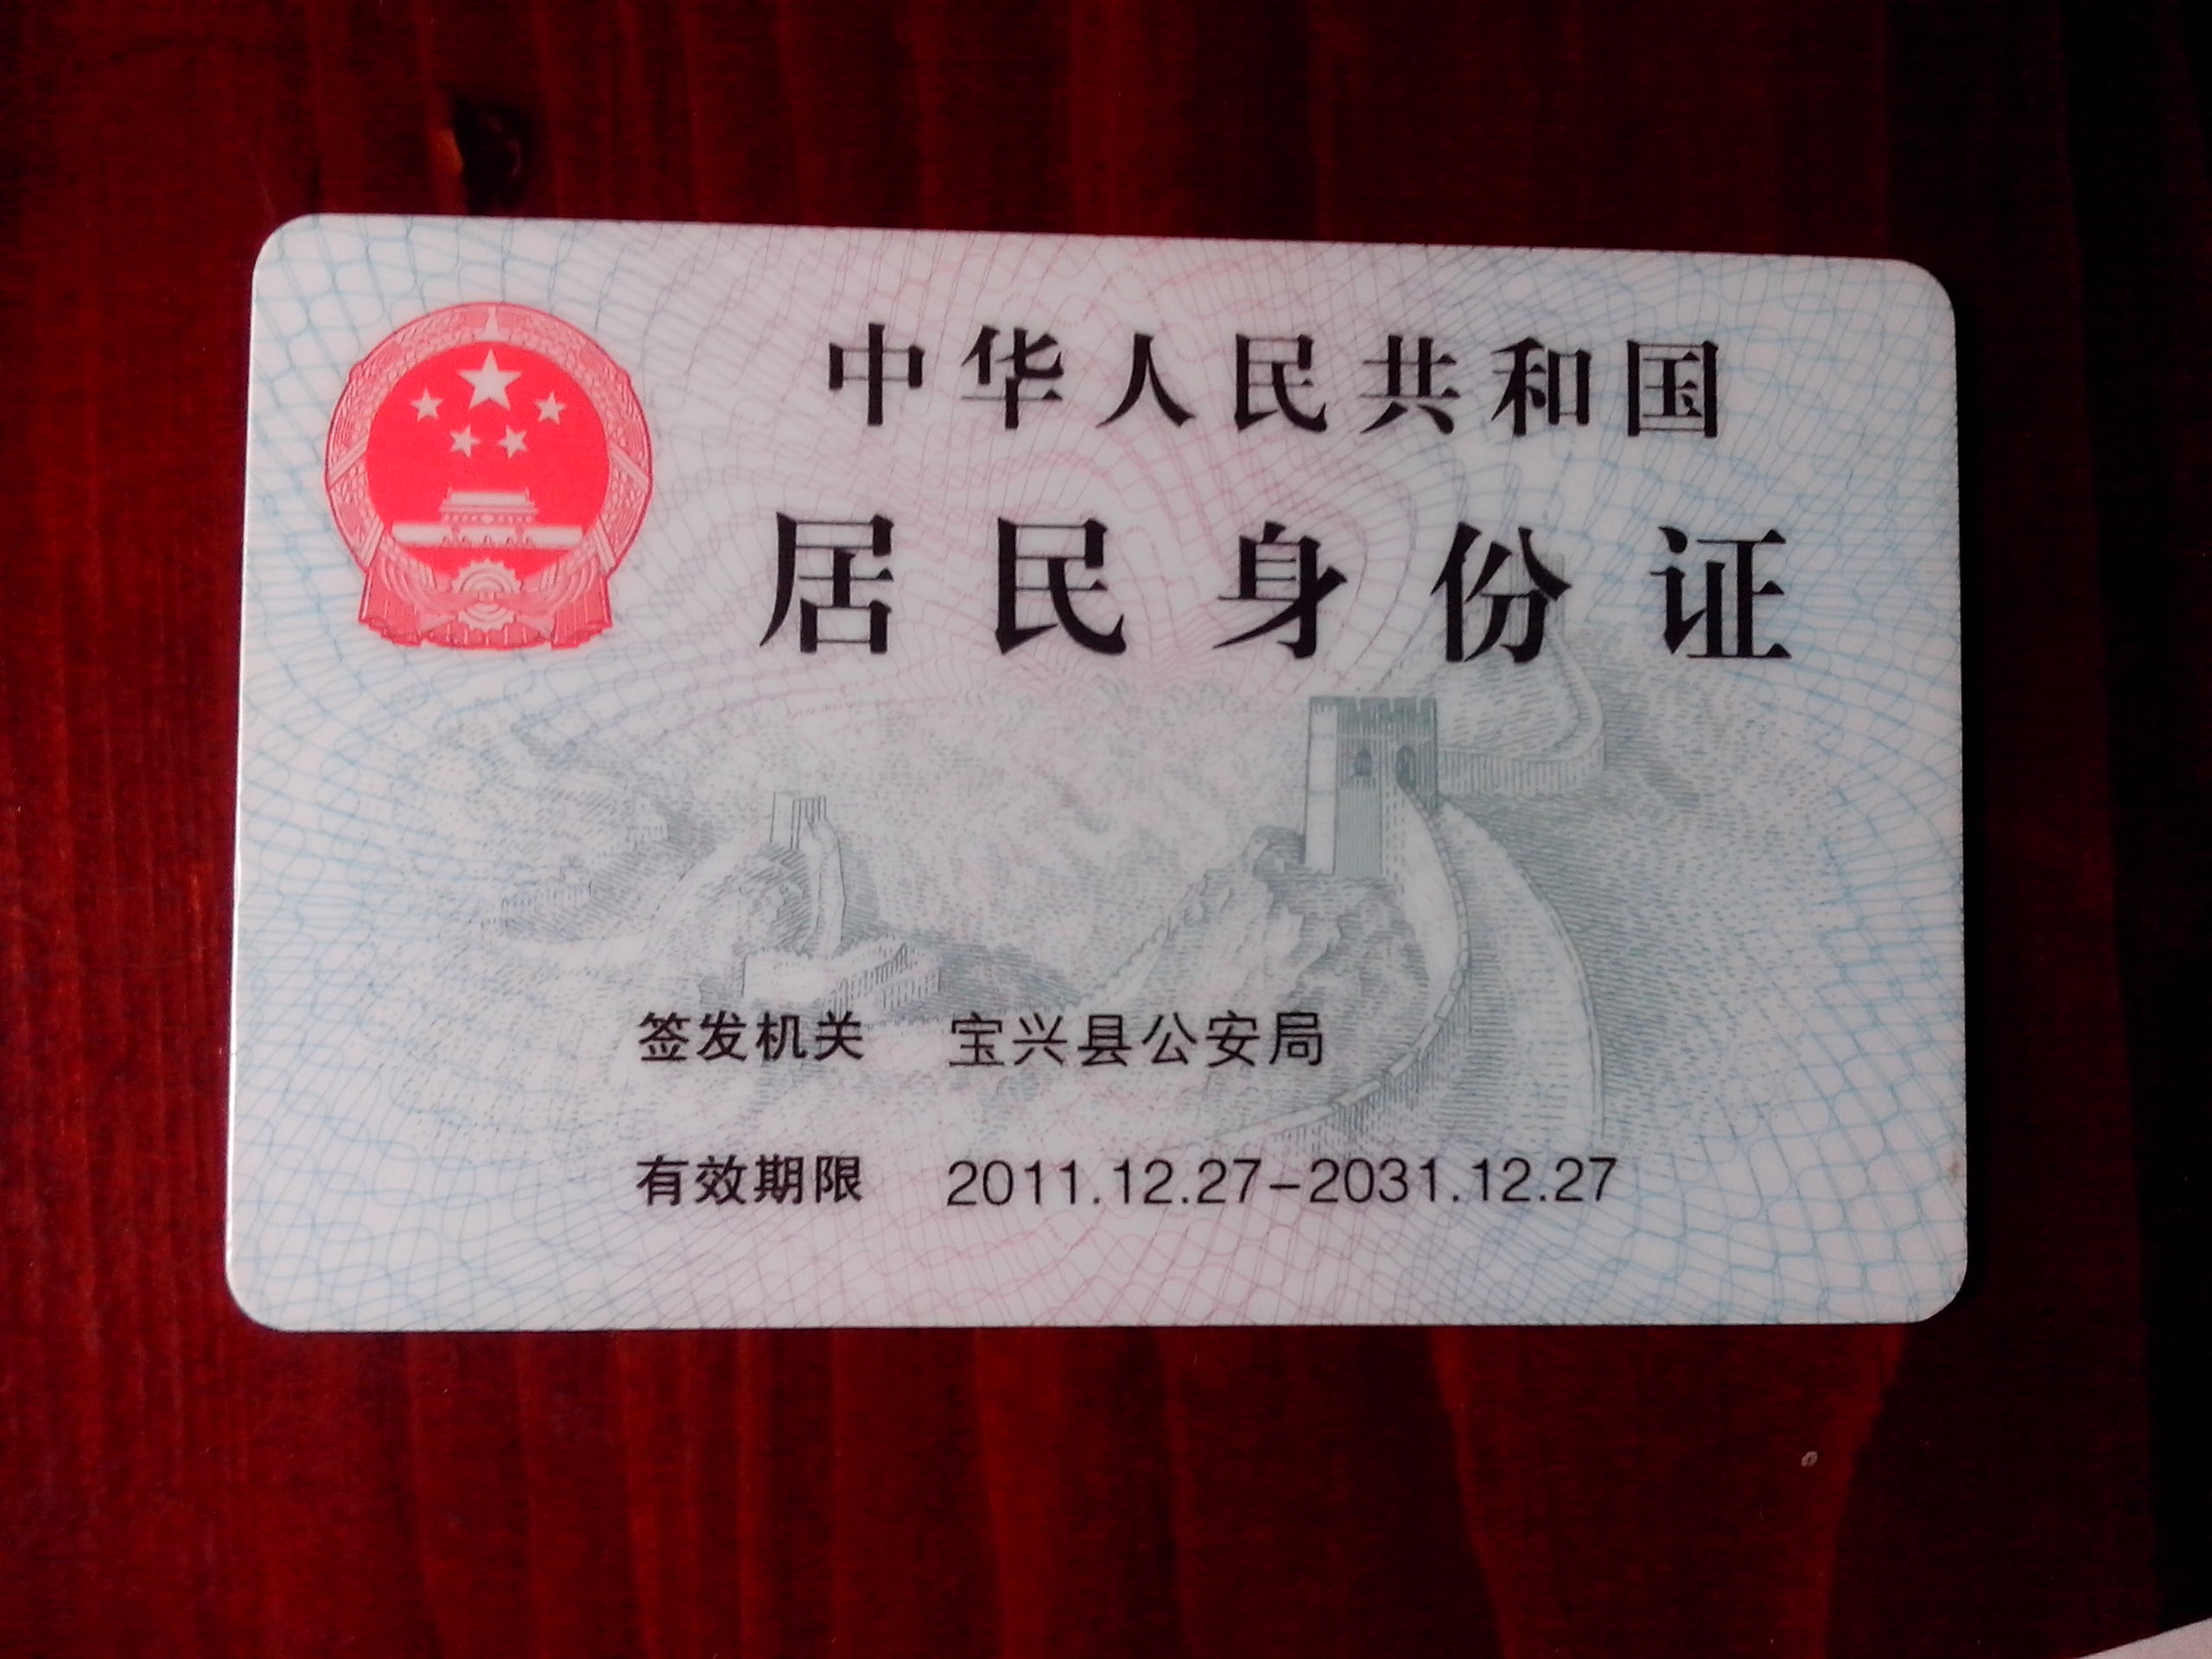 中华人民共和国
居民身份证
签发机关 宝兴县公安局
有效期限 2011.12.27-2031.12.27